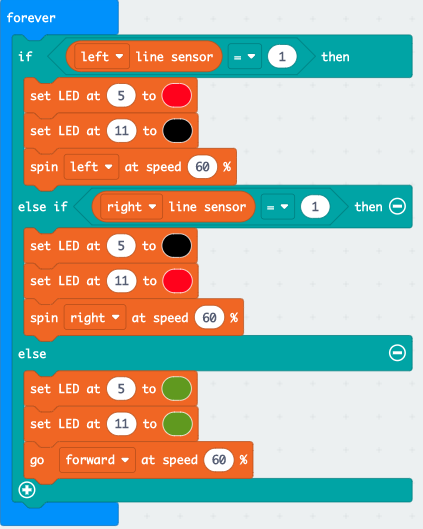 forever
if left line sensor = 1 then
set LED at 5 to
set LED at 11 to
spin left at speed 60 %
else if right line sensor = 1 then
set LED at 5 to
set LED at 11 to
spin right at speed 60 %
else
set LED at 5 to
set LED at 11 to
go forward at speed 60 %